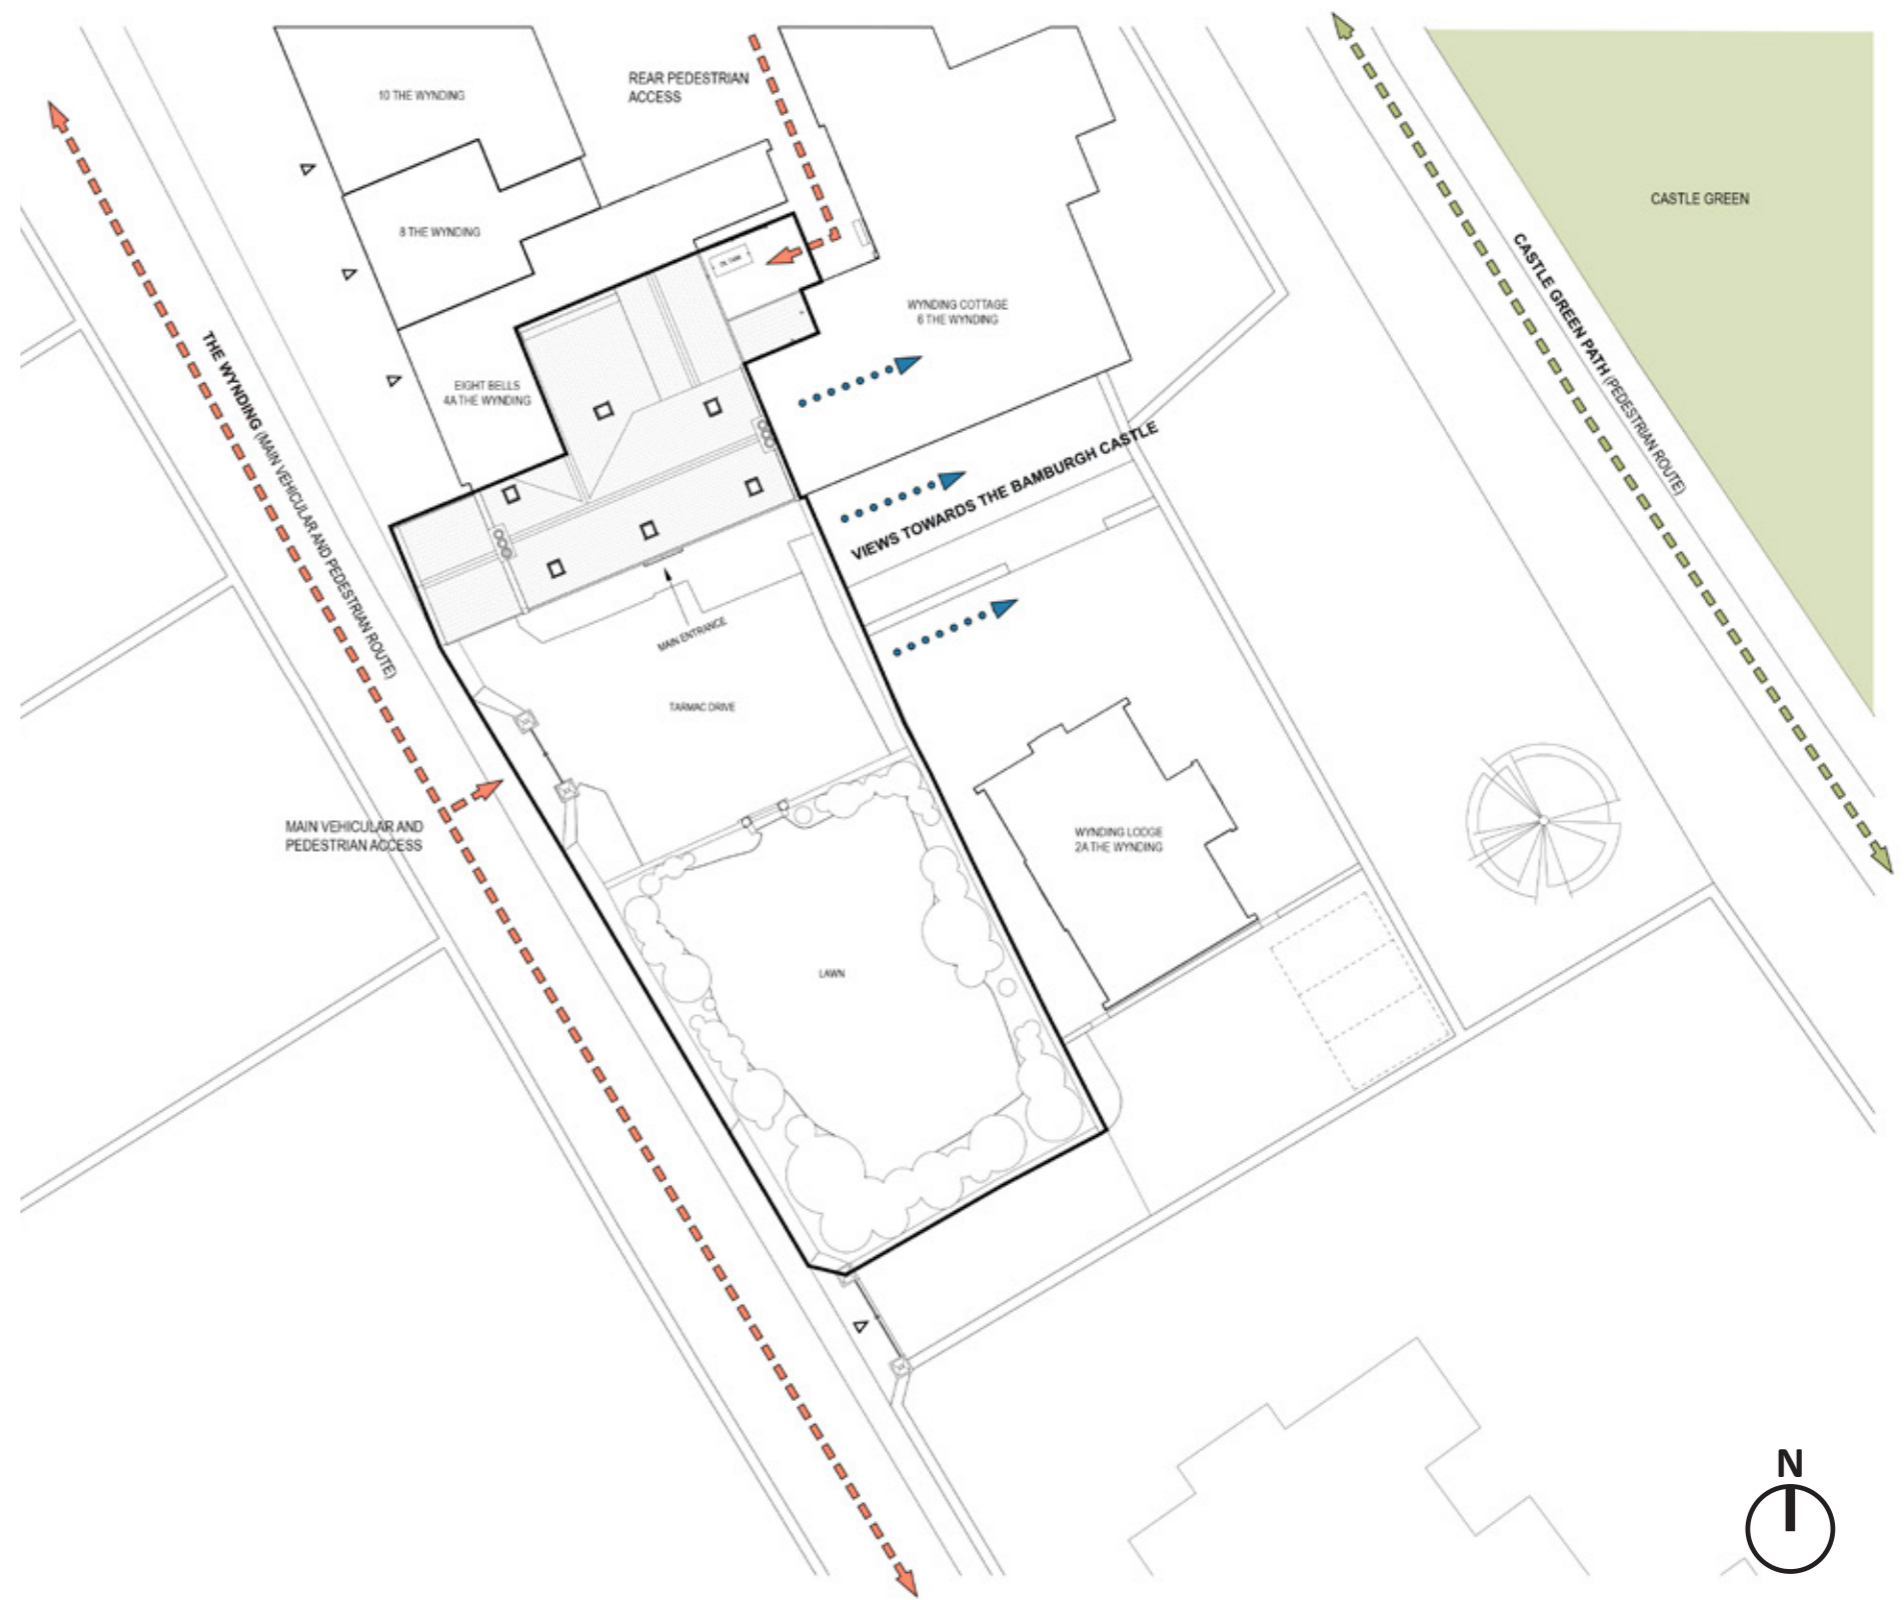 REAR PEDESTRIAN
ACCESS
10 THE WYNDING
8 THE WYNDING
CASTLE GREEN
OIL TANK
WYNDING COTTAGE
6 THE WYNDING
EIGHT BELLS
4A THE WYNDING
THE WYNDING (MAIN VEHICULAR AND PEDESTRIAN ROUTE)
CASTLE GREEN PATH (PEDESTRIAN ROUTE)
VIEWS TOWARDS THE BAMBURGH CASTLE
MAIN ENTRANCE
TARMAC DRIVE
MAIN VEHICULAR AND
PEDESTRIAN ACCESS
WYNDING LODGE
2A THE WYNDING
LAWN
N